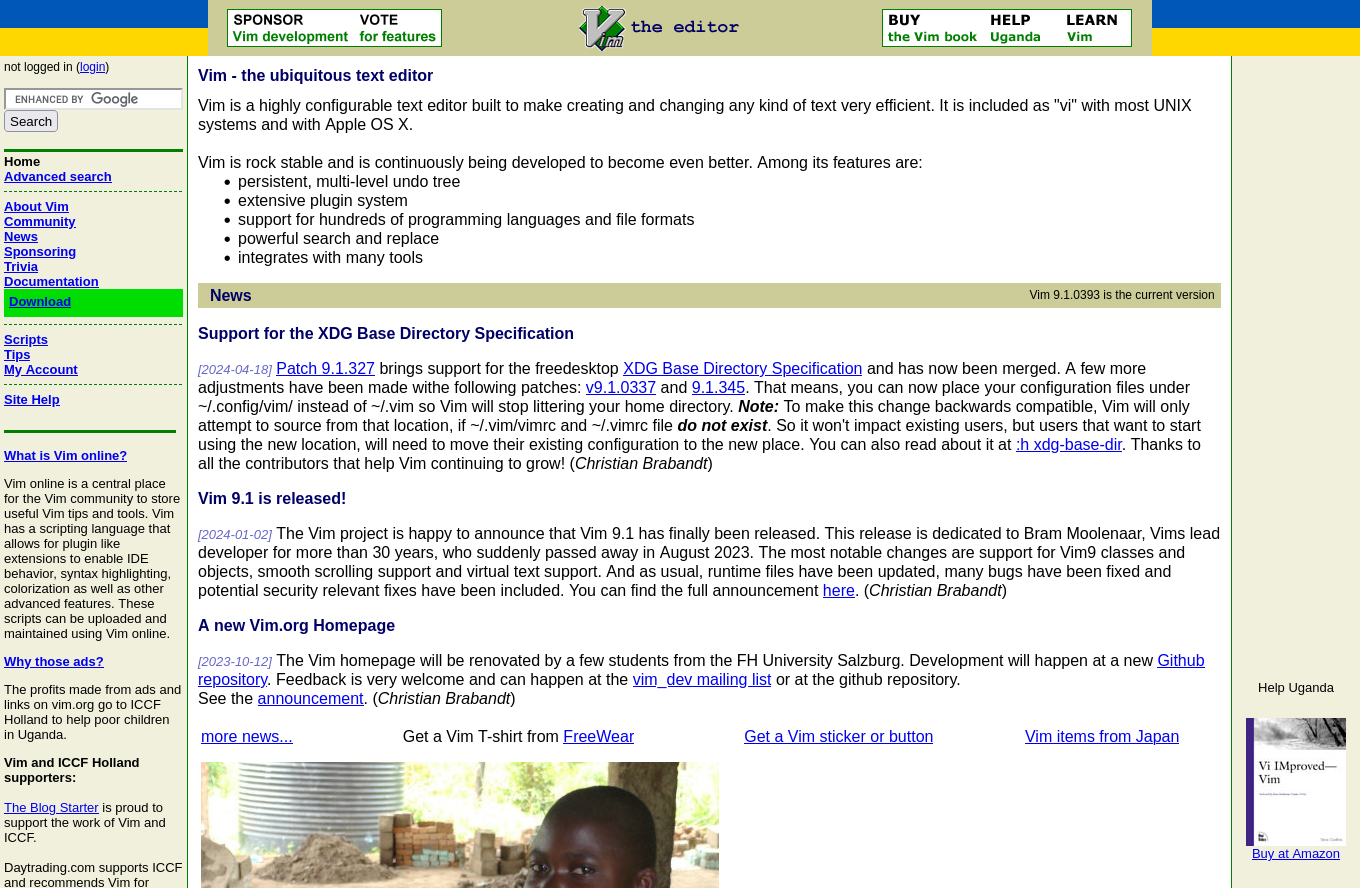 SPONSOR VOTE
Vim development for features
Vim the editor
BUY HELP LEARN
the Vim book Uganda Vim
not logged in (login)
ENHANCED BY Google
Search
Home
Advanced search
About Vim
Community
News
Sponsoring
Trivia
Documentation
Download
Scripts
Tips
My Account
Site Help
What is Vim online?
Vim online is a central place
for the Vim community to store
useful Vim tips and tools. Vim
has a scripting language that
allows for plugin like
extensions to enable IDE
behavior, syntax highlighting,
colorization as well as other
advanced features. These
scripts can be uploaded and
maintained using Vim online.
Why those ads?
The profits made from ads and
links on vim.org go to ICCF
Holland to help poor children
in Uganda.
Vim and ICCF Holland
supporters:
The Blog Starter is proud to
support the work of Vim and
ICCF.
Daytrading.com supports ICCF
and recommends Vim for
Vim - the ubiquitous text editor
Vim is a highly configurable text editor built to make creating and changing any kind of text very efficient. It is included as "vi" with most UNIX
systems and with Apple OS X.
Vim is rock stable and is continuously being developed to become even better. Among its features are:
• persistent, multi-level undo tree
• extensive plugin system
• support for hundreds of programming languages and file formats
• powerful search and replace
• integrates with many tools
News Vim 9.1.0393 is the current version
Support for the XDG Base Directory Specification
[2024-04-18] Patch 9.1.327 brings support for the freedesktop XDG Base Directory Specification and has now been merged. A few more
adjustments have been made withe following patches: v9.1.0337 and 9.1.345. That means, you can now place your configuration files under
~/.config/vim/ instead of ~/.vim so Vim will stop littering your home directory. Note: To make this change backwards compatible, Vim will only
attempt to source from that location, if ~/.vim/vimrc and ~/.vimrc file do not exist. So it won't impact existing users, but users that want to start
using the new location, will need to move their existing configuration to the new place. You can also read about it at :h xdg-base-dir. Thanks to
all the contributors that help Vim continuing to grow! (Christian Brabandt)
Vim 9.1 is released!
[2024-01-02] The Vim project is happy to announce that Vim 9.1 has finally been released. This release is dedicated to Bram Moolenaar, Vims lead
developer for more than 30 years, who suddenly passed away in August 2023. The most notable changes are support for Vim9 classes and
objects, smooth scrolling support and virtual text support. And as usual, runtime files have been updated, many bugs have been fixed and
potential security relevant fixes have been included. You can find the full announcement here. (Christian Brabandt)
A new Vim.org Homepage
[2023-10-12] The Vim homepage will be renovated by a few students from the FH University Salzburg. Development will happen at a new Github
repository. Feedback is very welcome and can happen at the vim_dev mailing list or at the github repository.
See the announcement. (Christian Brabandt)
more news... Get a Vim T-shirt from FreeWear Get a Vim sticker or button Vim items from Japan
Help Uganda
Vi IMproved—
Vim
Buy at Amazon